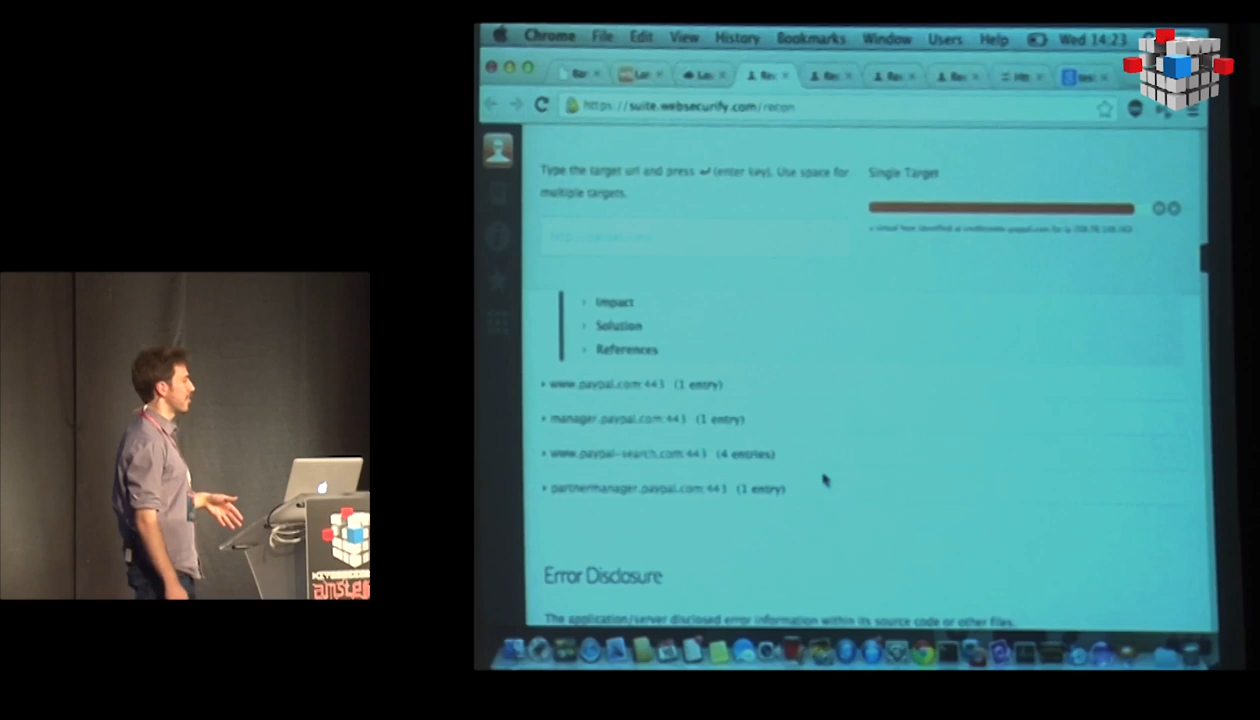 Chrome File Edit View History Bookmarks Window Users Help Wed 14:23
https://suite.websecurify.com/recon
Type the target url and press ↵ (enter key). Use space for
multiple targets.
Single Target
› Impact
› Solution
› References
www.paypal.com:443 (1 entry)
manager.paypal.com:443 (1 entry)
www.paypal-search.com:443 (4 entries)
partnermanager.paypal.com:443 (1 entry)
Error Disclosure
The application/server disclosed error information within its source code or other files.